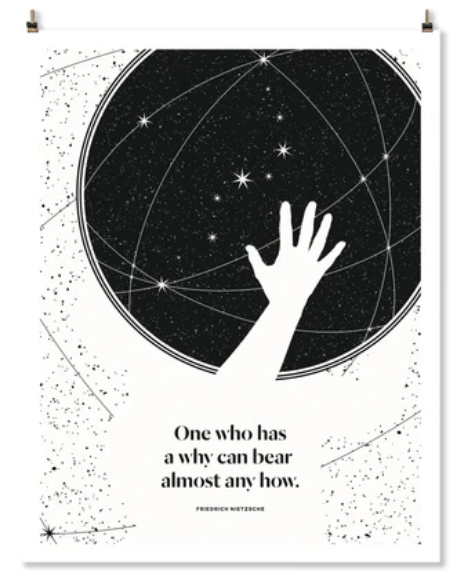 One who has
a why can bear
almost any how.
FRIEDRICH NIETZSCHE